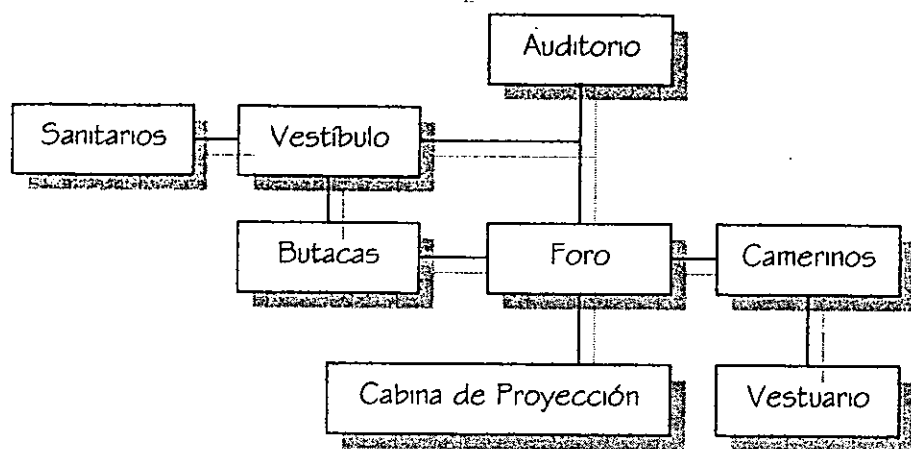 Auditorio
Sanitarios
Vestíbulo
Butacas
Foro
Camerinos
Cabina de Proyección
Vestuario